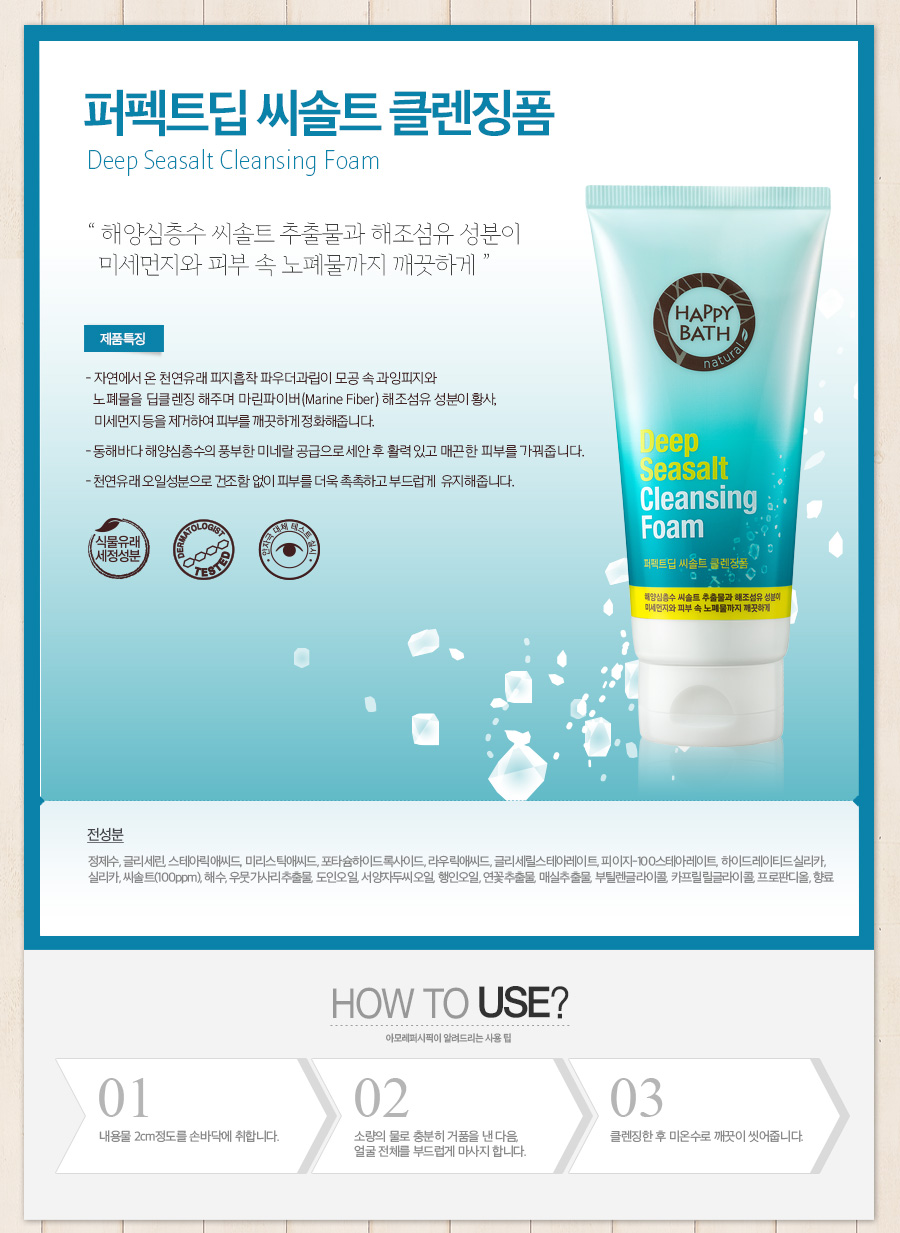 퍼펙트딥 씨솔트 클렌징폼
Deep Seasalt Cleansing Foam
“ 해양심층수 씨솔트 추출물과 해조섬유 성분이
미세먼지와 피부 속 노폐물까지 깨끗하게 ”
제품특징
- 자연에서 온 천연유래 피지흡착 파우더과립이 모공 속 과잉피지와
노폐물을 딥클렌징 해주며 마린파이버(Marine Fiber) 해조섬유 성분이 황사,
미세먼지 등을 제거하여 피부를 깨끗하게 정화해줍니다.
- 동해바다 해양심층수의 풍부한 미네랄 공급으로 세안 후 활력 있고 매끈한 피부를 가꿔줍니다.
- 천연유래 오일성분으로 건조함 없이 피부를 더욱 촉촉하고 부드럽게 유지해줍니다.
식물유래
세정성분
DERMATOLOGIST
TESTED
안자극 대체 테스트 실시
HAPPY
BATH
natural
Deep
Seasalt
Cleansing
Foam
퍼펙트딥 씨솔트 클렌징폼
해양심층수 씨솔트 추출물과 해조섬유 성분이
미세먼지와 피부 속 노폐물까지 깨끗하게
전성분
정제수, 글리세린, 스테아릭애씨드, 미리스틱애씨드, 포타슘하이드록사이드, 라우릭애씨드, 글리세릴스테아레이트, 피이지-100스테아레이트, 하이드레이티드실리카,
실리카, 씨솔트(100ppm), 해수, 우뭇가사리추출물, 도인오일, 서양자두씨오일, 행인오일, 연꽃추출물, 매실추출물, 부틸렌글라이콜, 카프릴릴글라이콜, 프로판디올, 향료
HOW TO USE?
아모레퍼시픽이 알려드리는 사용 팁
01
내용물 2cm정도를 손바닥에 취합니다.
02
소량의 물로 충분히 거품을 낸 다음,
얼굴 전체를 부드럽게 마사지 합니다.
03
클렌징한 후 미온수로 깨끗이 씻어줍니다.